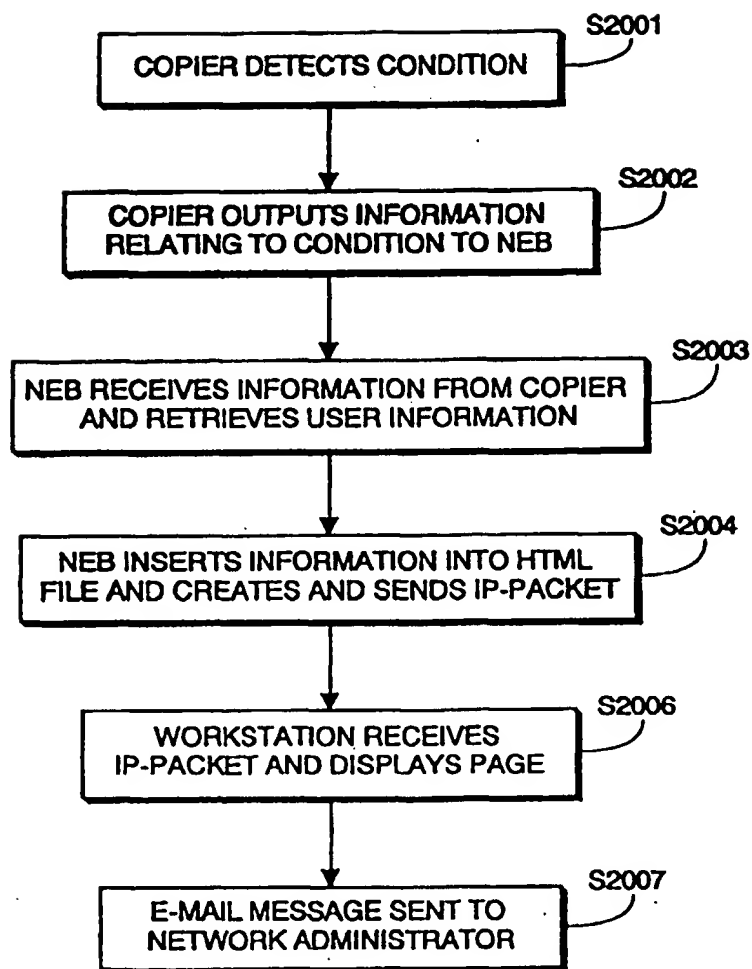 S2001
COPIER DETECTS CONDITION
S2002
COPIER OUTPUTS INFORMATION
RELATING TO CONDITION TO NEB
S2003
NEB RECEIVES INFORMATION FROM COPIER
AND RETRIEVES USER INFORMATION
S2004
NEB INSERTS INFORMATION INTO HTML
FILE AND CREATES AND SENDS IP-PACKET
S2006
WORKSTATION RECEIVES
IP-PACKET AND DISPLAYS PAGE
S2007
E-MAIL MESSAGE SENT TO
NETWORK ADMINISTRATOR